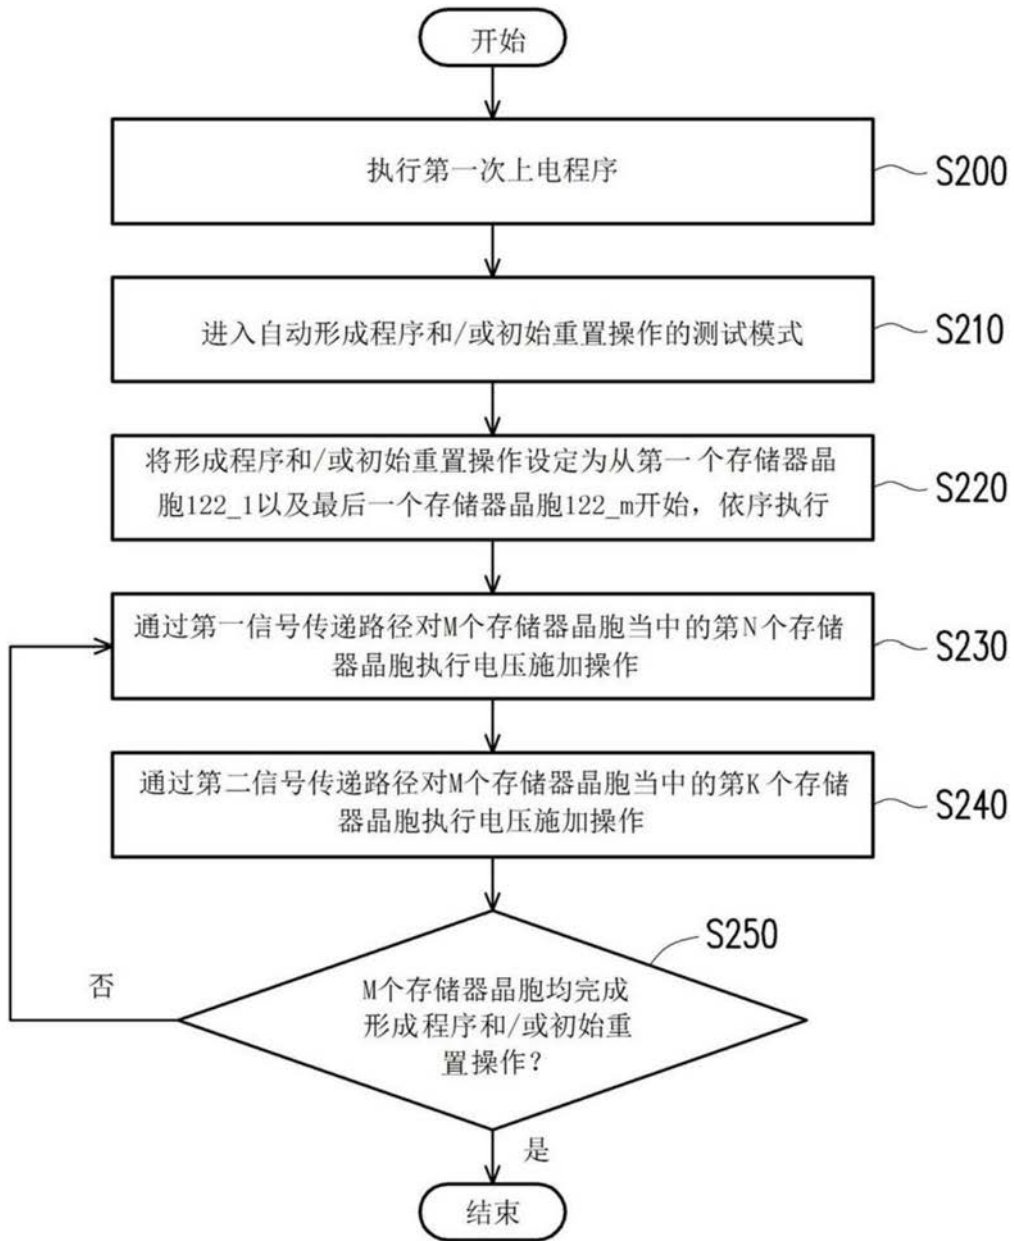 开始
执行第一次上电程序
S200
进入自动形成程序和/或初始重置操作的测试模式
S210
将形成程序和/或初始重置操作设定为从第一个存储器晶
胞122_1以及最后一个存储器晶胞122_m开始，依序执行
S220
通过第一信号传递路径对M个存储器晶胞当中的第N个存储
器晶胞执行电压施加操作
S230
通过第二信号传递路径对M个存储器晶胞当中的第K个存储
器晶胞执行电压施加操作
S240
S250
M个存储器晶胞均完成
形成程序和/或初始重
置操作？
否
是
结束